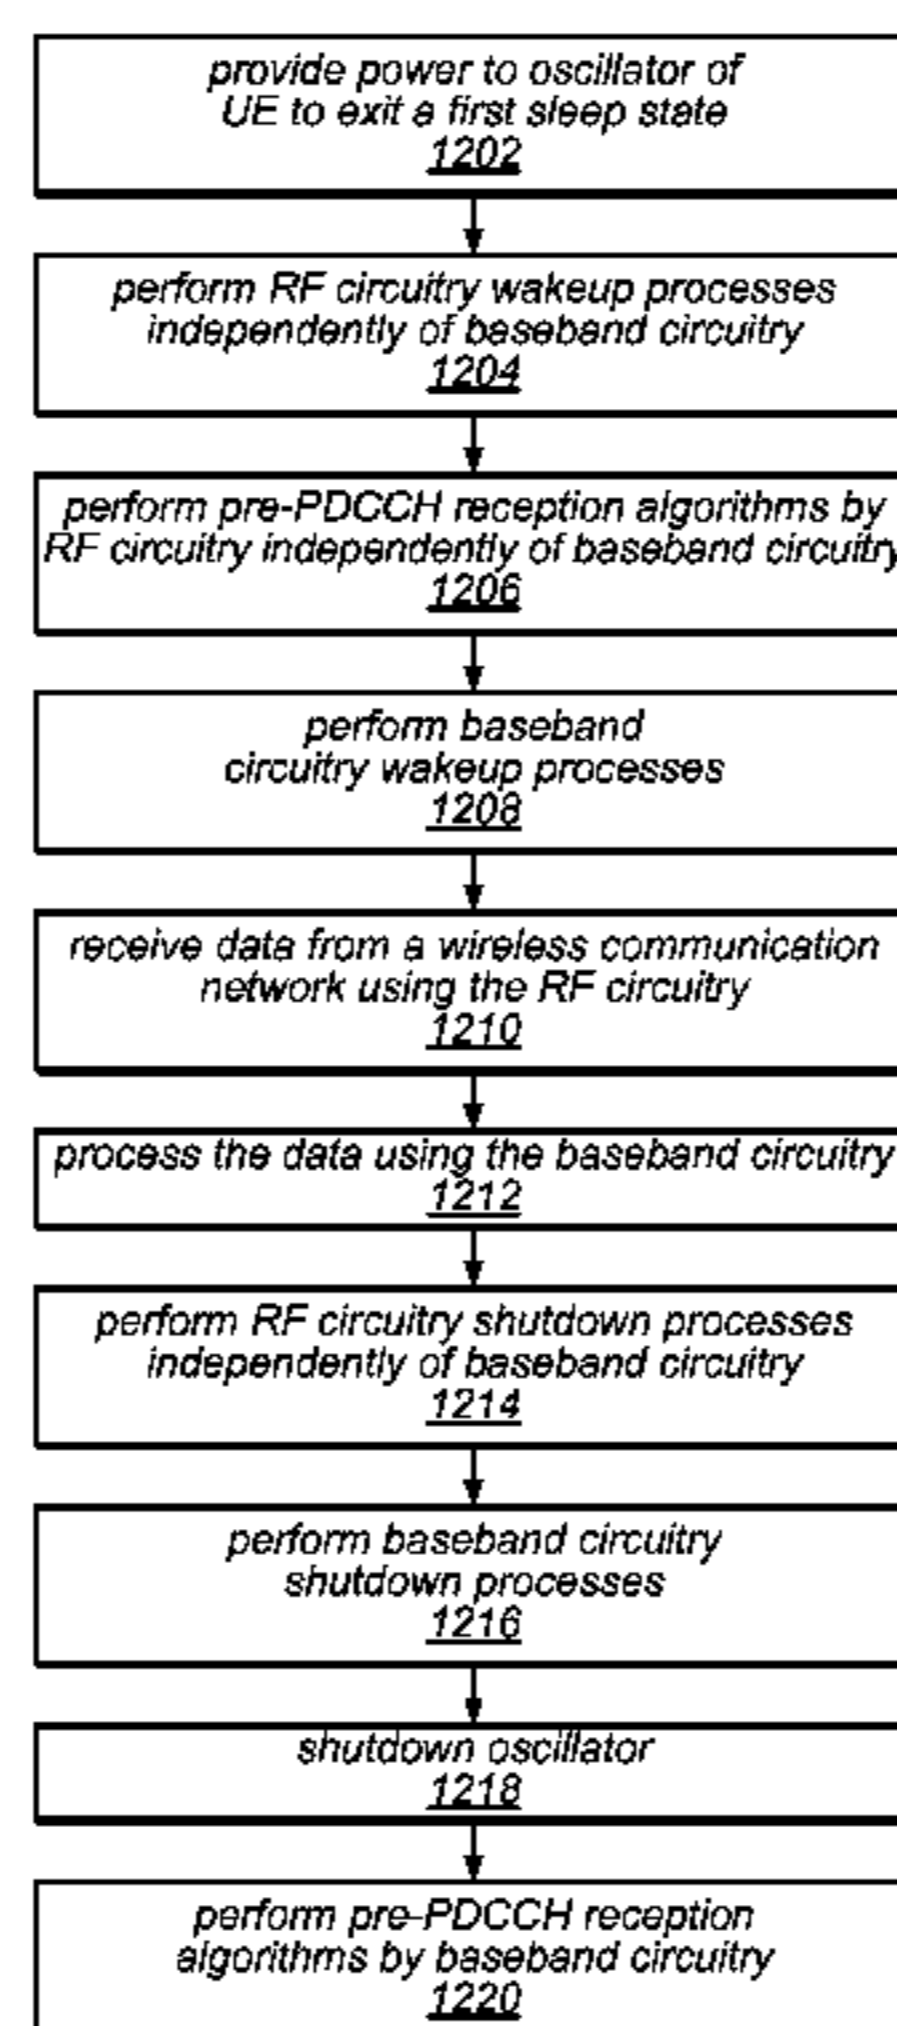 provide power to oscillator of
UE to exit a first sleep state
1202
perform RF circuitry wakeup processes
independently of baseband circuitry
1204
perform pre-PDCCH reception algorithms by
RF circuitry independently of baseband circuitry
1206
perform baseband
circuitry wakeup processes
1208
receive data from a wireless communication
network using the RF circuitry
1210
process the data using the baseband circuitry
1212
perform RF circuitry shutdown processes
independently of baseband circuitry
1214
perform baseband circuitry
shutdown processes
1216
shutdown oscillator
1218
perform pre-PDCCH reception
algorithms by baseband circuitry
1220